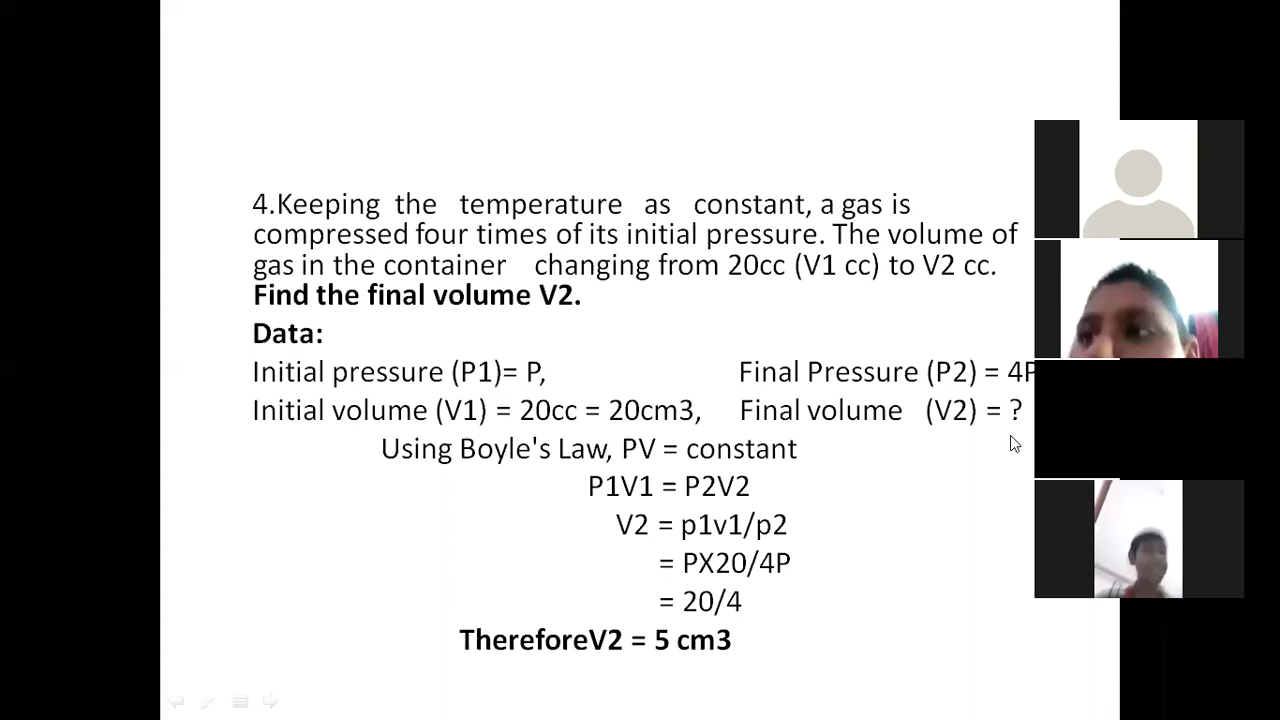 4.Keeping the temperature as constant, a gas is
compressed four times of its initial pressure. The volume of
gas in the container changing from 20cc (V1 cc) to V2 cc.
Find the final volume V2.
Data:
Initial pressure (P1)= P, Final Pressure (P2) = 4P
Initial volume (V1) = 20cc = 20cm3, Final volume (V2) = ?
Using Boyle's Law, PV = constant
P1V1 = P2V2
V2 = p1v1/p2
= PX20/4P
= 20/4
ThereforeV2 = 5 cm3